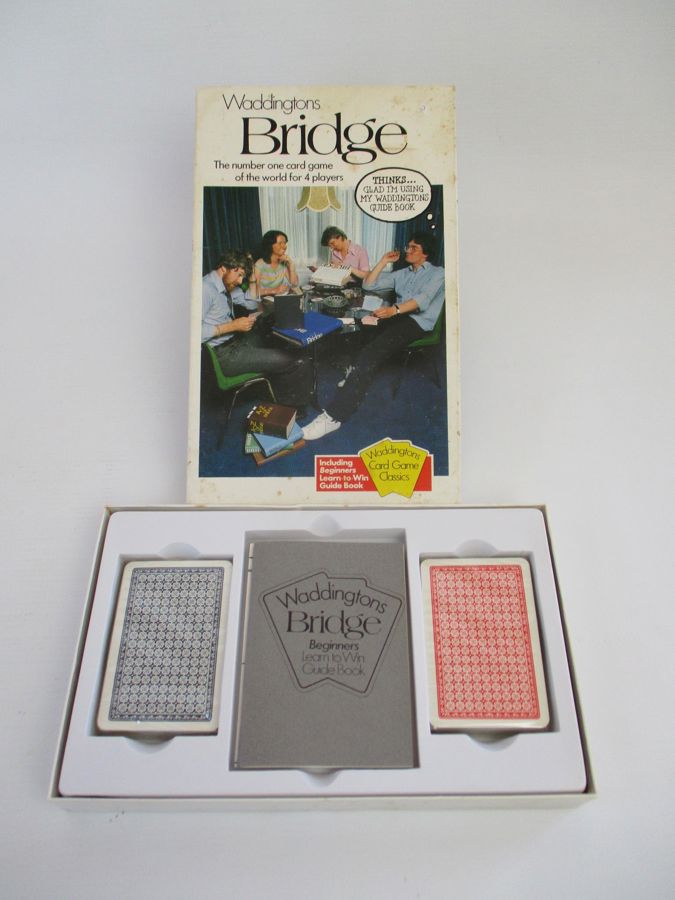 Waddingtons
Bridge
The number one card game
of the world for 4 players
THINKS...
GLAD I'M USING
MY WADDINGTONS
GUIDE BOOK
Bridge
Including
Beginners
Learn to Win
Guide Book
Waddingtons
Card Game
Classics
Waddingtons
Bridge
Beginners
Learn to Win
Guide Book